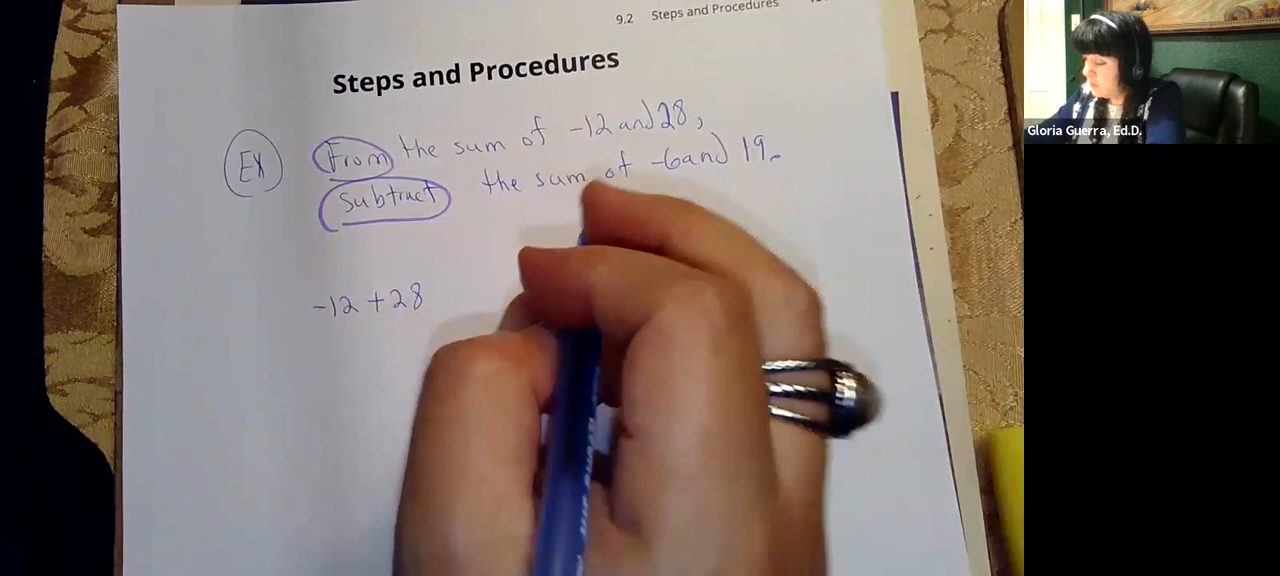 9.2 Steps and Procedures
Steps and Procedures
EX
From the sum of -12 and 28,
subtract the sum of -6 and 19.
-12 + 28
Gloria Guerra, Ed.D.